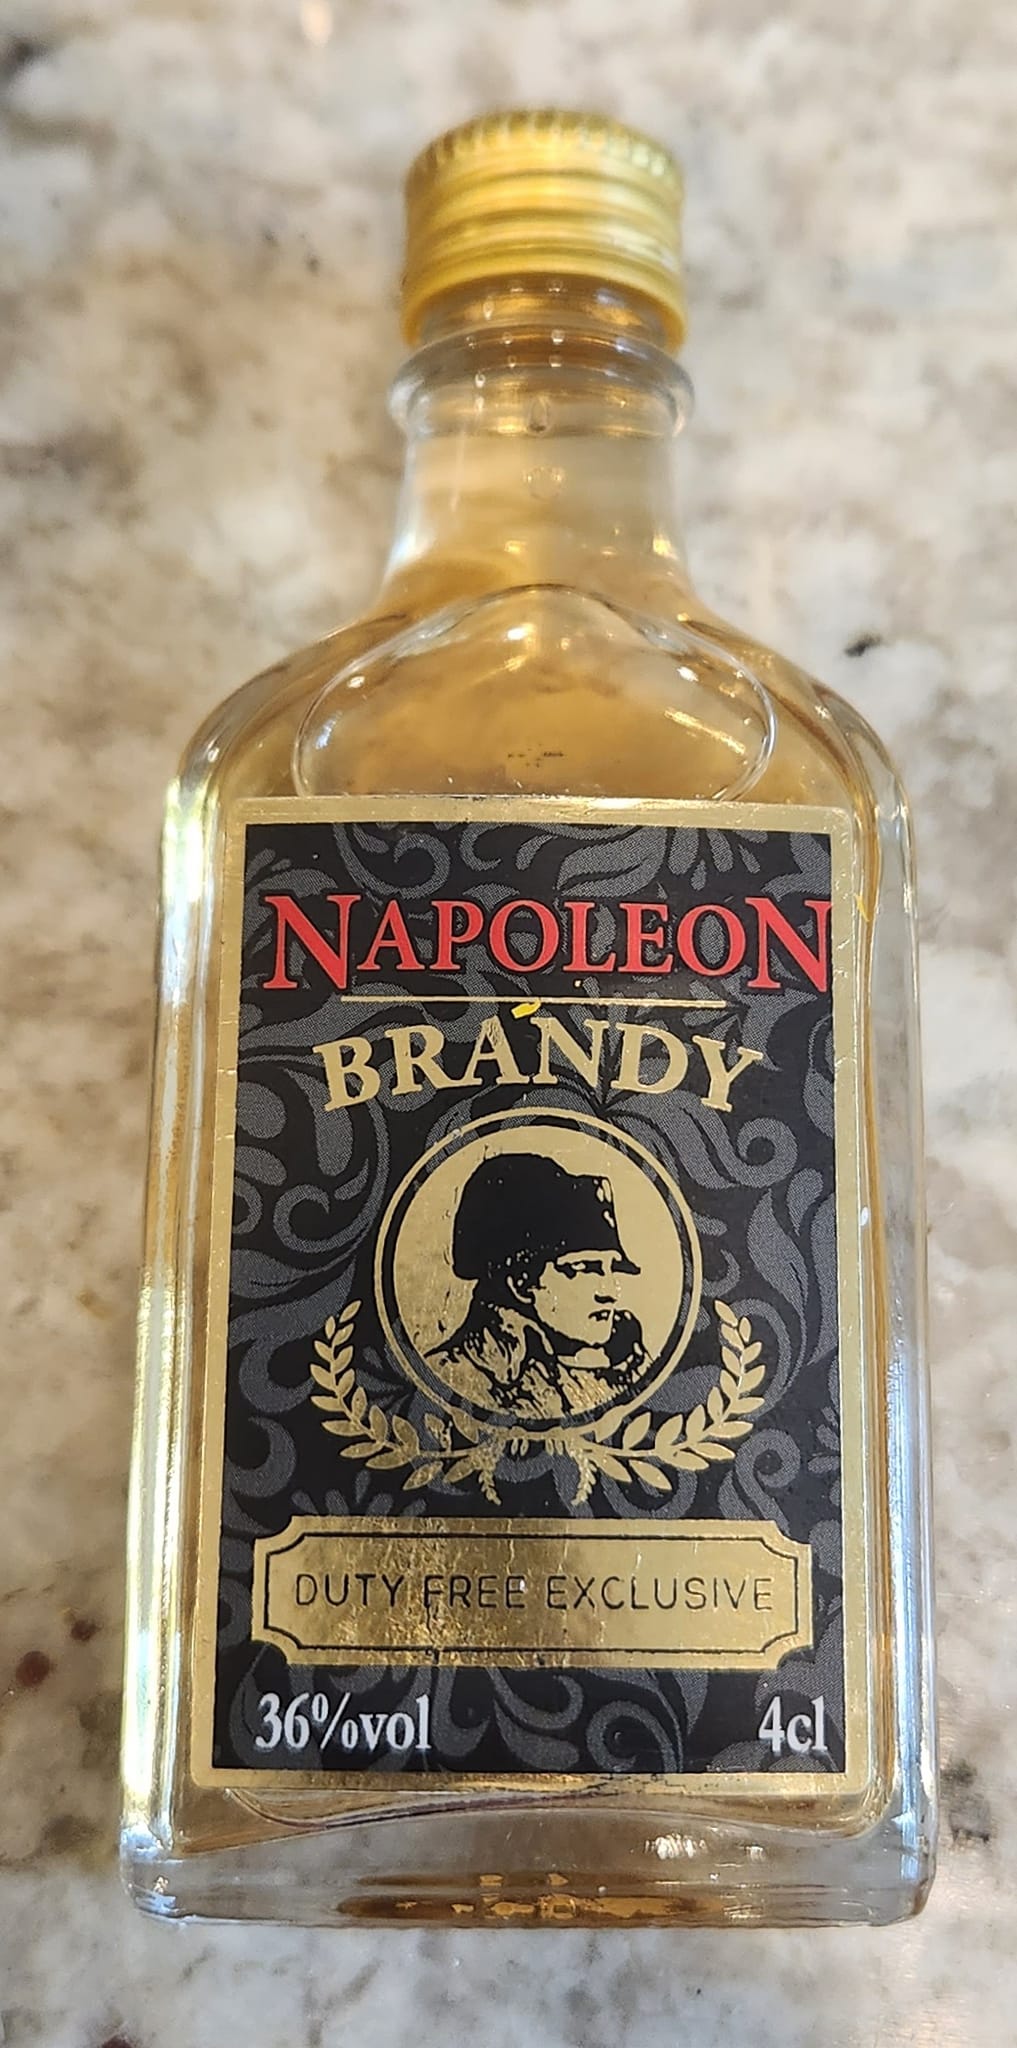 NAPOLEON
BRANDY
DUTY FREE EXCLUSIVE
36%vol 4cl